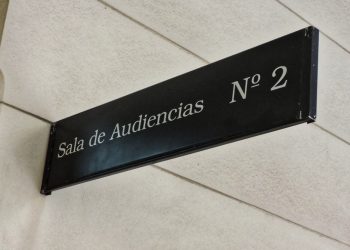 Sala de Audiencias Nº 2